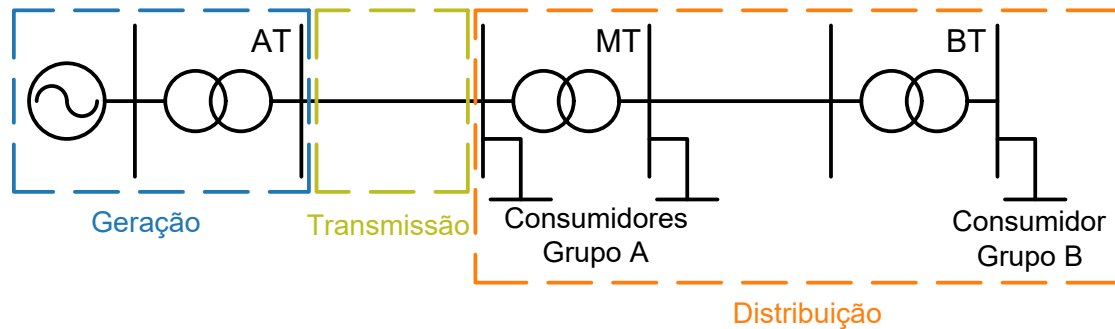 AT
MT
BT
Geração
Transmissão
Consumidores
Grupo A
Consumidor
Grupo B
Distribuição